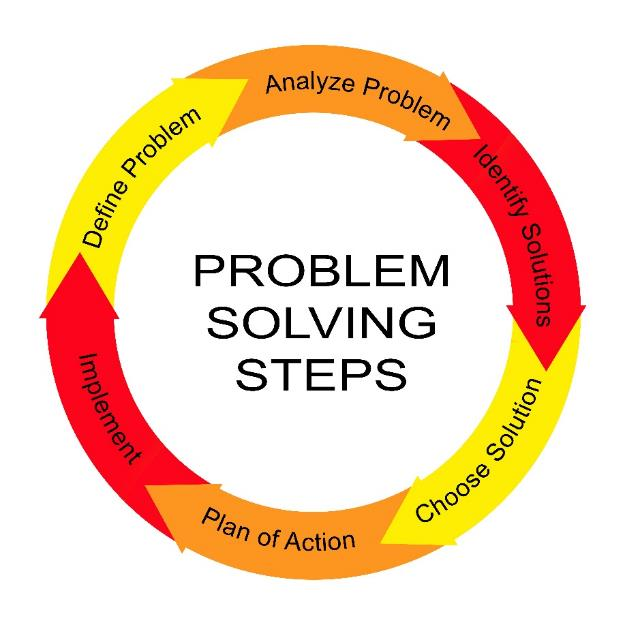 PROBLEM
SOLVING
STEPS
Define Problem
Analyze Problem
Identify Solutions
Choose Solution
Plan of Action
Implement